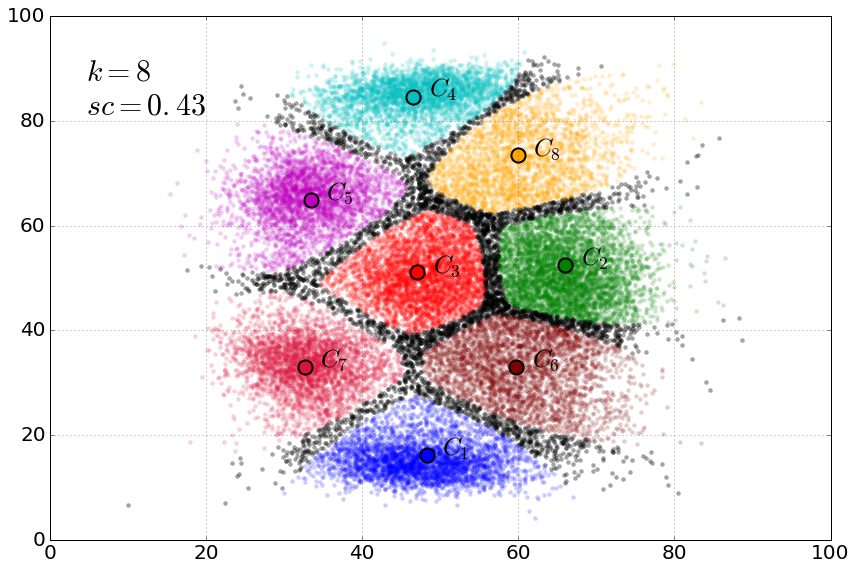 100
k = 8
sc = 0.43
C₄
80
C₈
C₅
60
C₂
C₃
40
C₇
C₆
20
C₁
0
0 20 40 60 80 100